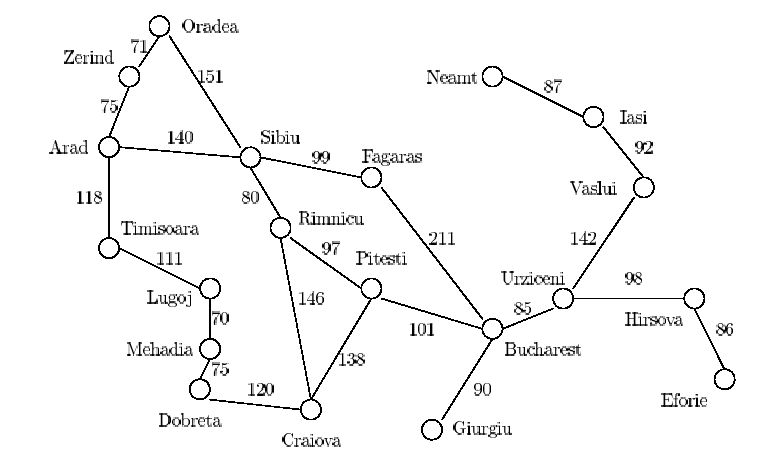 Oradea
71
Zerind
151
Neamt
87
75
Iasi
Arad
140
Sibiu
92
99
Fagaras
80
Vaslui
118
Rimnicu
Timisoara
97
211
142
111
Pitesti
Urziceni
98
Lugoj
146
85
70
101
Hirsova
86
Mehadia
Bucharest
75
138
120
90
Eforie
Dobreta
Craiova
Giurgiu